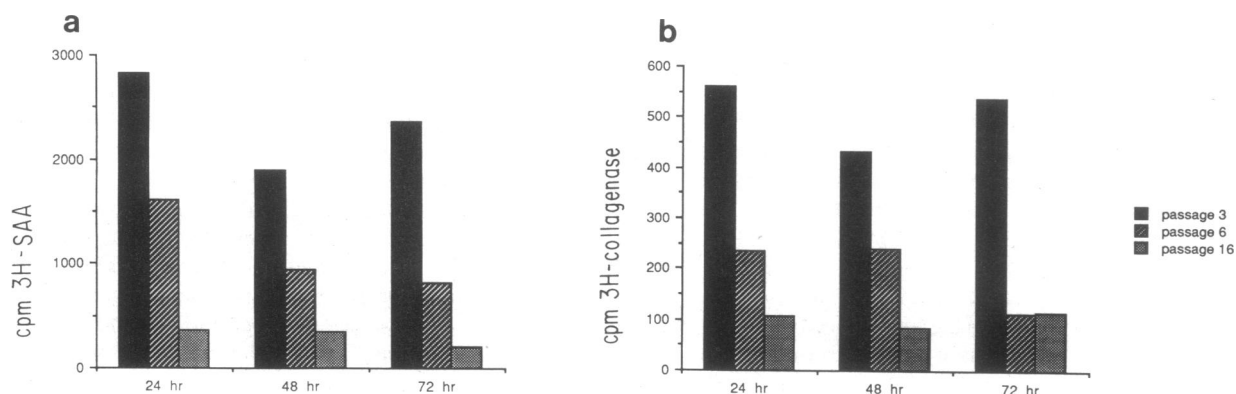 a
3000
2000
1000
0
cpm 3H-SAA
24 hr
48 hr
72 hr
b
600
500
400
300
200
100
0
cpm 3H-collagenase
24 hr
48 hr
72 hr
passage 3
passage 6
passage 16